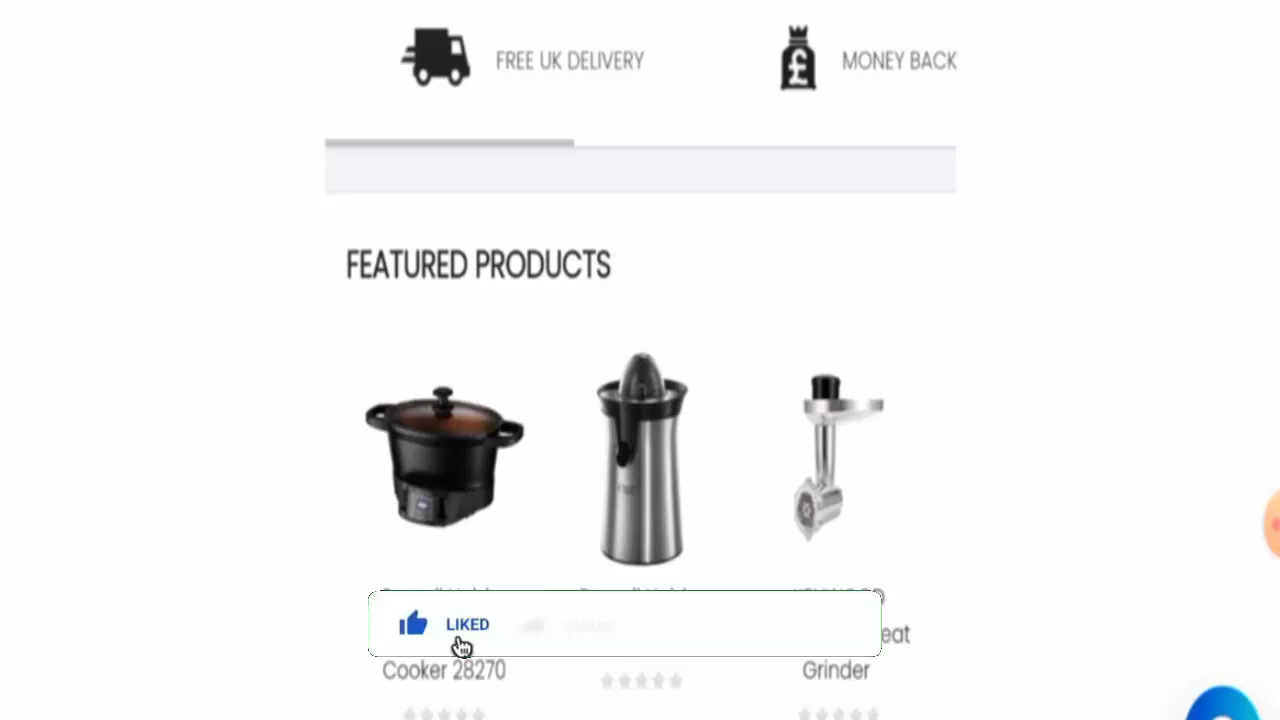 FREE UK DELIVERY
MONEY BACK
FEATURED PRODUCTS
LIKED
eat
Cooker 28270
Grinder